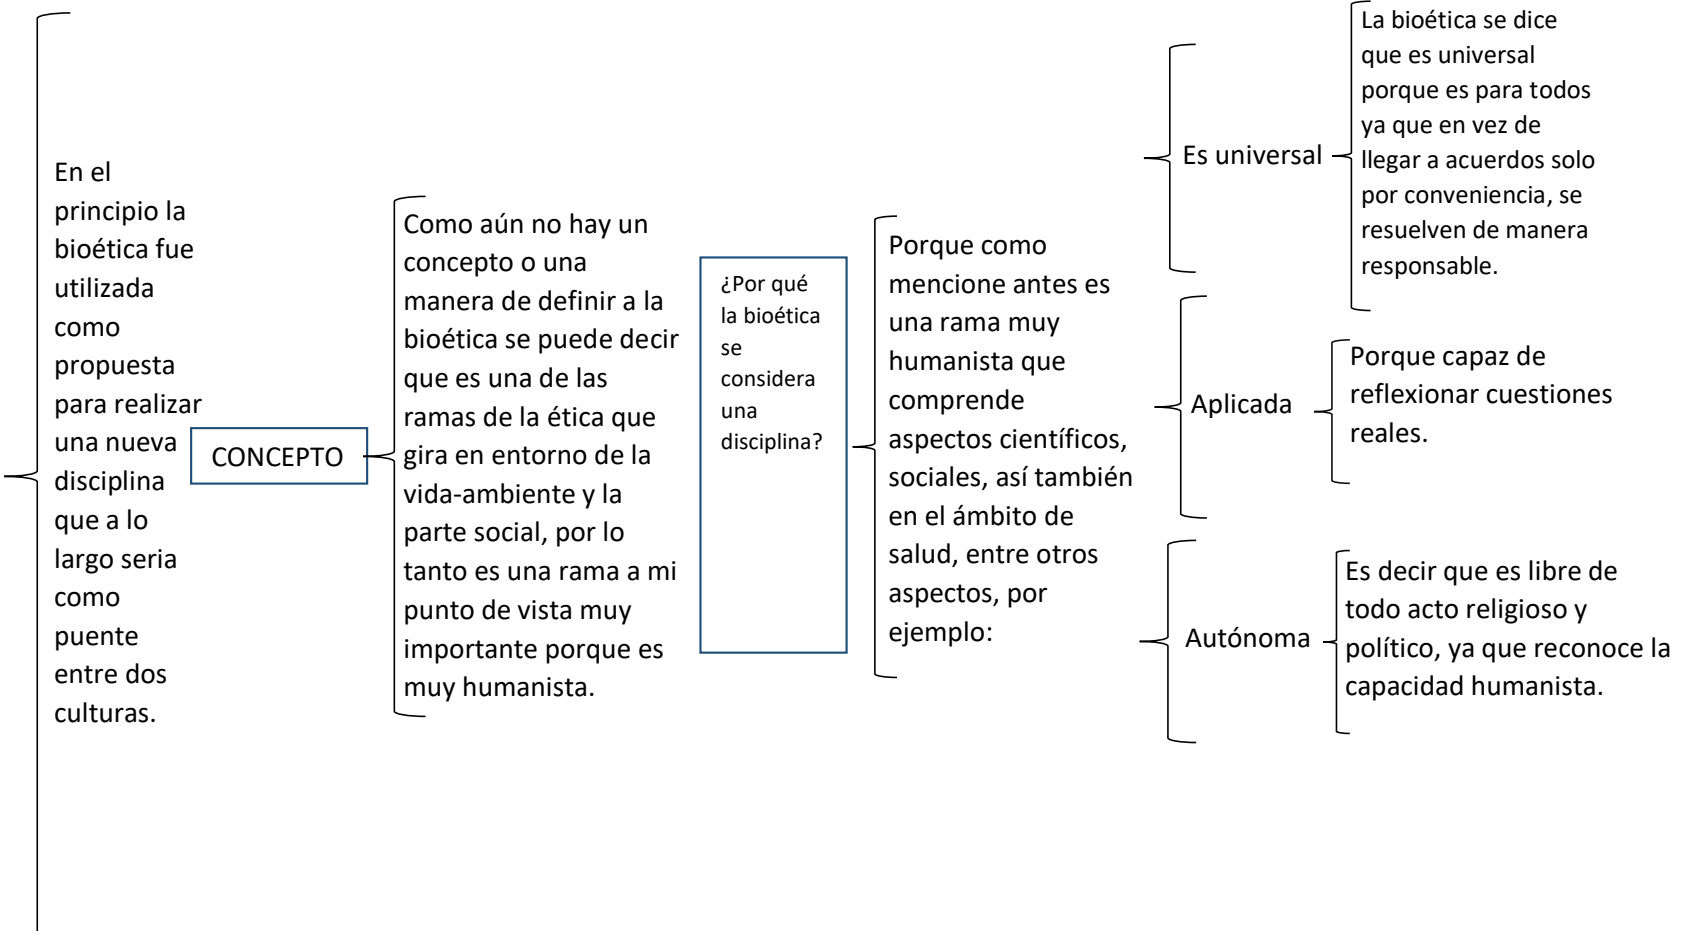 En el
principio la
bioética fue
utilizada
como
propuesta
para realizar
una nueva
disciplina
que a lo
largo seria
como
puente
entre dos
culturas.
CONCEPTO
Como aún no hay un
concepto o una
manera de definir a la
bioética se puede decir
que es una de las
ramas de la ética que
gira en entorno de la
vida-ambiente y la
parte social, por lo
tanto es una rama a mi
punto de vista muy
importante porque es
muy humanista.
¿Por qué
la bioética
se
considera
una
disciplina?
Porque como
mencione antes es
una rama muy
humanista que
comprende
aspectos científicos,
sociales, así también
en el ámbito de
salud, entre otros
aspectos, por
ejemplo:
Es universal
La bioética se dice
que es universal
porque es para todos
ya que en vez de
llegar a acuerdos solo
por conveniencia, se
resuelven de manera
responsable.
Aplicada
Porque capaz de
reflexionar cuestiones
reales.
Autónoma
Es decir que es libre de
todo acto religioso y
político, ya que reconoce la
capacidad humanista.